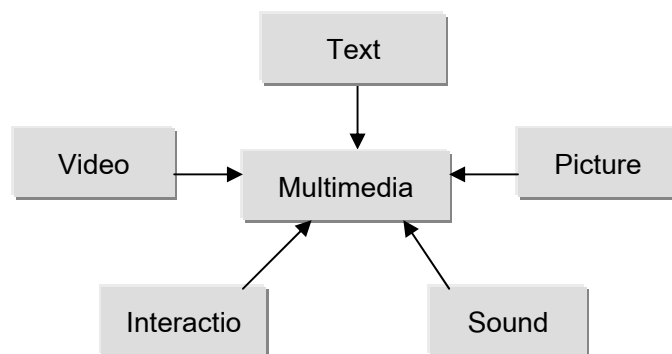 Text
Video
Multimedia
Picture
Interactio
Sound